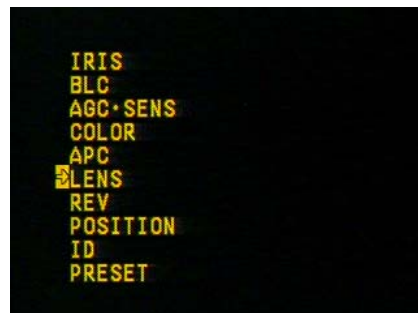 IRIS
BLC
AGC·SENS
COLOR
APC
LENS
REV
POSITION
ID
PRESET